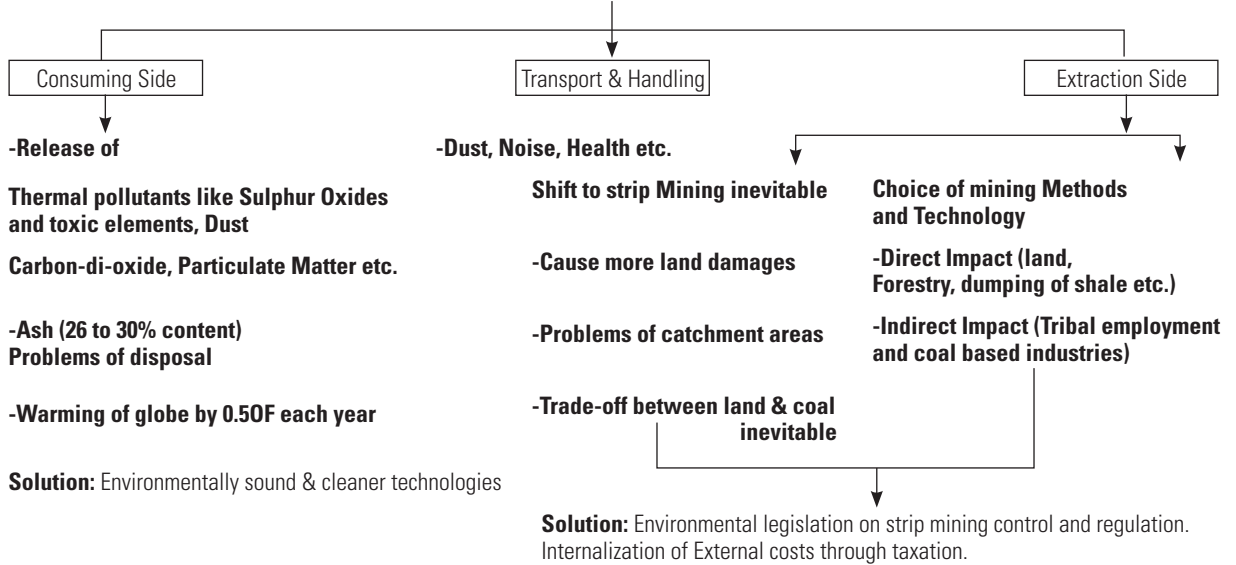 Consuming Side
Transport & Handling
Extraction Side
-Release of
Thermal pollutants like Sulphur Oxides
and toxic elements, Dust
Carbon-di-oxide, Particulate Matter etc.
-Ash (26 to 30% content)
Problems of disposal
-Warming of globe by 0.5OF each year
Solution: Environmentally sound & cleaner technologies
-Dust, Noise, Health etc.
Shift to strip Mining inevitable
-Cause more land damages
-Problems of catchment areas
-Trade-off between land & coal
inevitable
Choice of mining Methods
and Technology
-Direct Impact (land,
Forestry, dumping of shale etc.)
-Indirect Impact (Tribal employment
and coal based industries)
Solution: Environmental legislation on strip mining control and regulation.
Internalization of External costs through taxation.